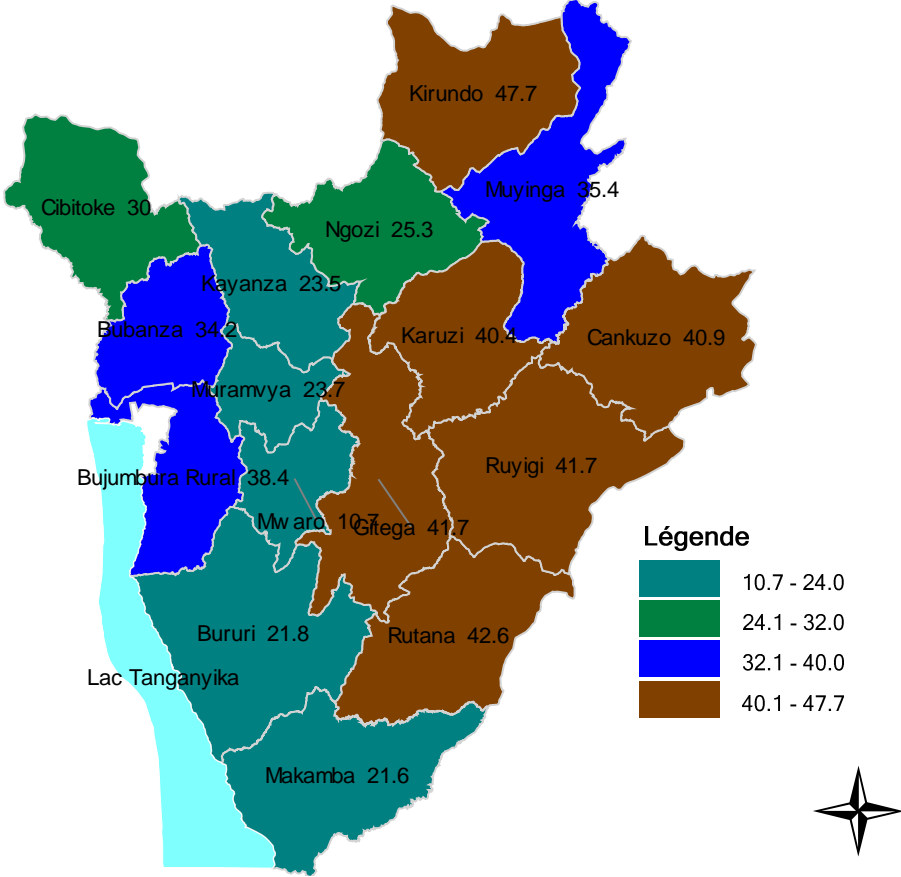 Kirundo 47.7
Muyinga 35.4
Cibitoke 30
Ngozi 25.3
Kayanza 23.5
Bubanza 34.2
Karuzi 40.4
Cankuzo 40.9
Muramvya 23.7
Ruyigi 41.7
Bujumbura Rural 38.4
Mwaro 10.7
Gitega 41.7
Légende
10.7 - 24.0
24.1 - 32.0
32.1 - 40.0
40.1 - 47.7
Bururi 21.8
Rutana 42.6
Lac Tanganyika
Makamba 21.6